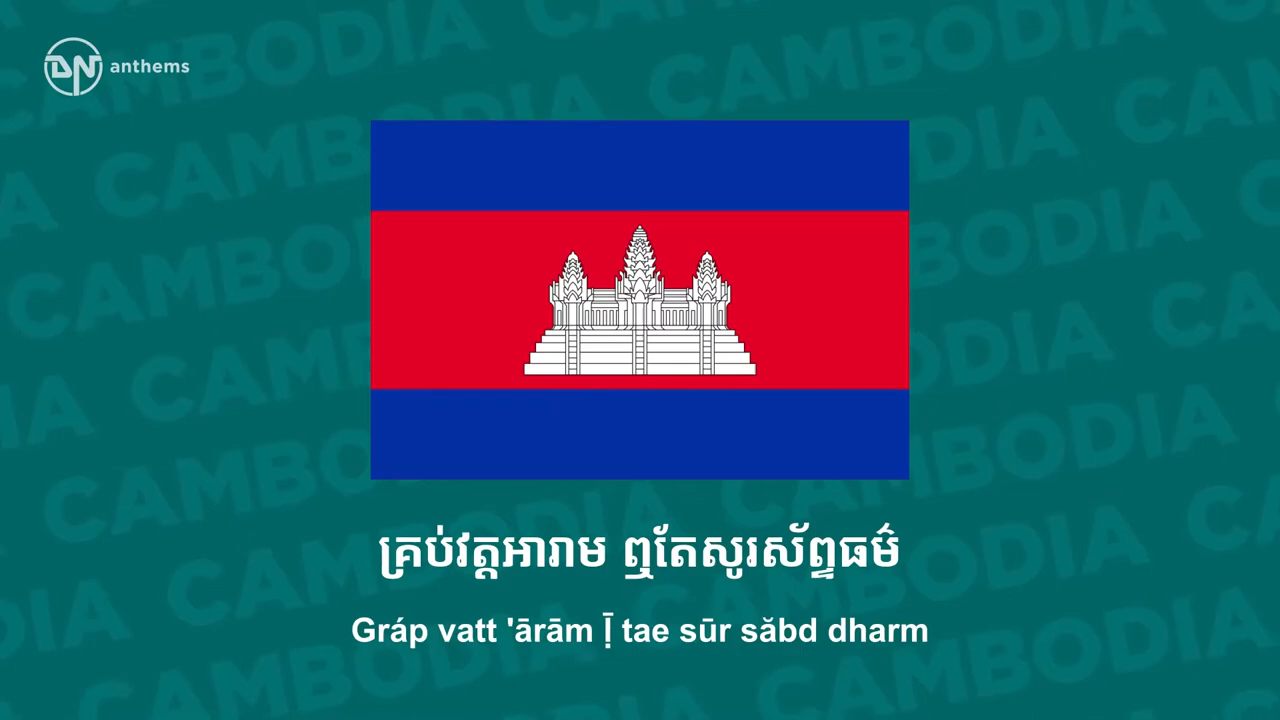 DN anthems
គ្រប់វត្តអារាម ឮតែសូរស័ព្ទធម៌
Gráp vatt 'ārām Ḹ tae sūr săbd dharm
CAMBODIA